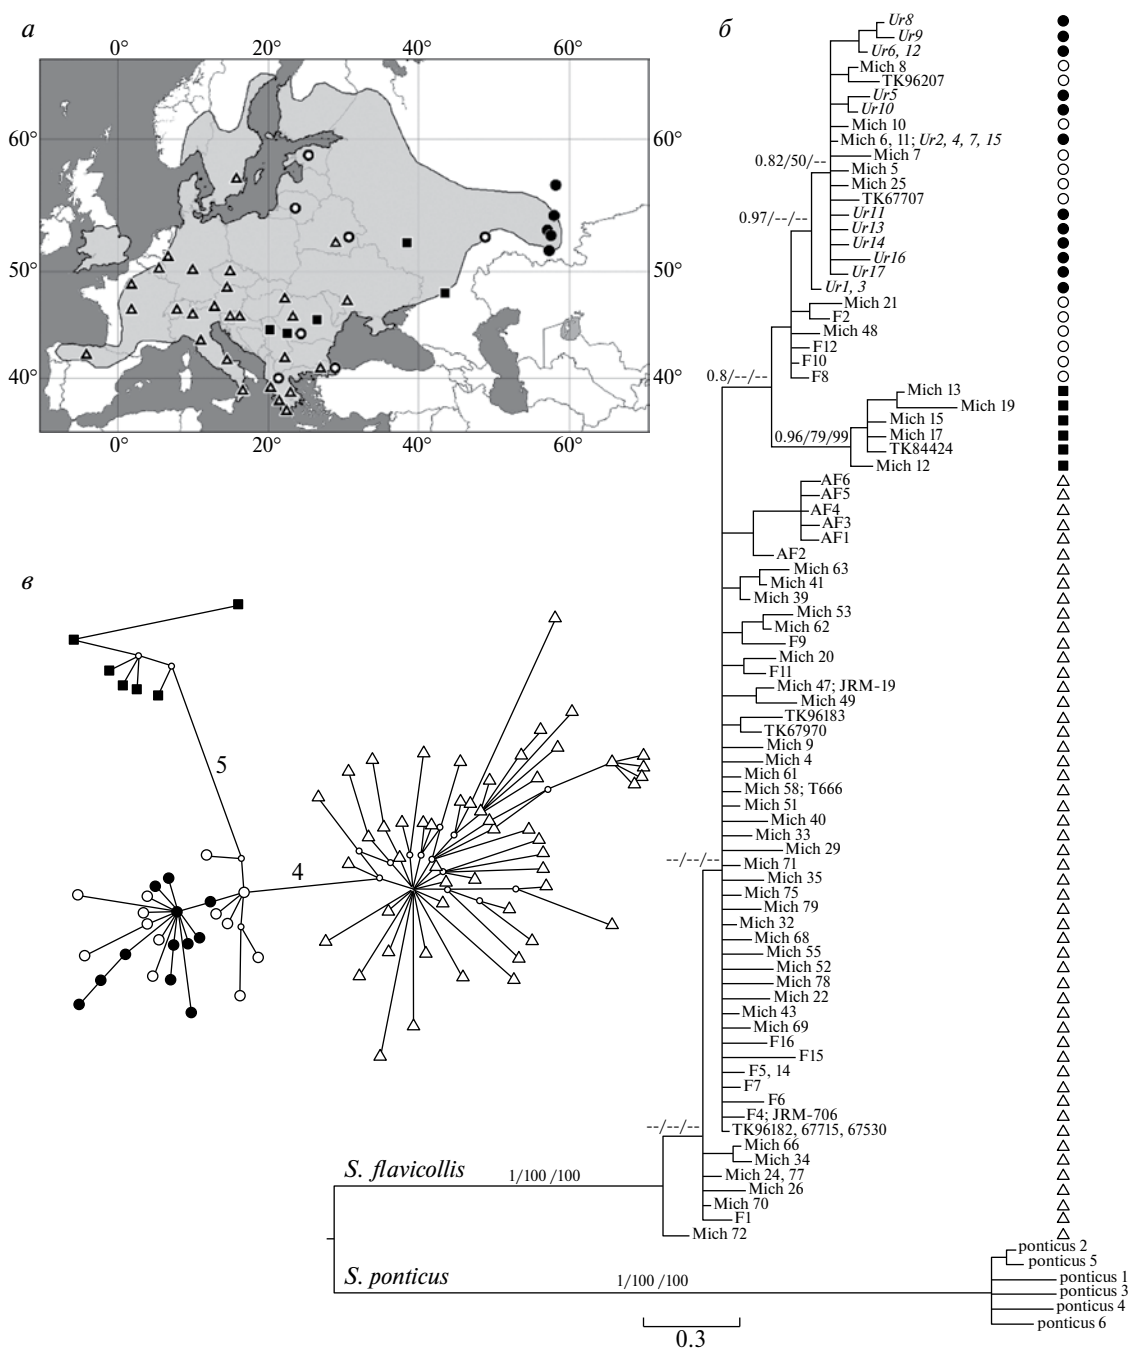 а
0°
20°
40°
60°
60°
60°
50°
50°
40°
40°
0°
20°
40°
60°
б
Ur8
Ur9
Ur6, 12
Mich 8
TK96207
Ur5
Ur10
Mich 10
Mich 6, 11; Ur2, 4, 7, 15
0.82/50/--
Mich 7
Mich 5
Mich 25
TK67707
0.97/--/--
Ur11
Ur13
Ur14
Ur16
Ur17
Ur1, 3
Mich 21
F2
Mich 48
F12
F10
F8
0.8/--/--
Mich 13
Mich 19
Mich 15
0.96/79/99
Mich 17
TK84424
Mich 12
AF6
AF5
AF4
AF3
AF1
AF2
Mich 63
Mich 41
Mich 39
Mich 53
Mich 62
F9
Mich 20
F11
Mich 47; JRM-19
Mich 49
TK96183
TK67970
Mich 9
Mich 4
Mich 61
Mich 58; T666
Mich 51
Mich 40
Mich 33
Mich 29
--/--/--
Mich 71
Mich 35
Mich 75
Mich 79
Mich 32
Mich 68
Mich 55
Mich 52
Mich 78
Mich 22
Mich 43
Mich 69
F16
F15
F5, 14
F7
F6
F4; JRM-706
--/--/--
TK96182, 67715, 67530
Mich 66
Mich 34
Mich 24, 77
Mich 26
Mich 70
F1
Mich 72
S. flavicollis
1/100 /100
S. ponticus
1/100 /100
ponticus 2
ponticus 5
ponticus 1
ponticus 3
ponticus 4
ponticus 6
0.3
в
5
4